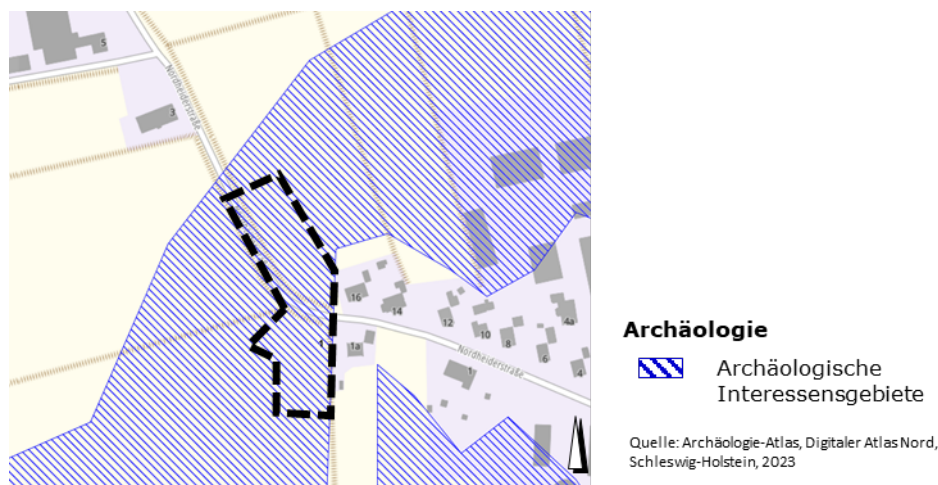 5
Nordheiderstraße
3
16
14
12
10
8
6
4a
4
1a
1
1
Nordheiderstraße
Archäologie
Archäologische
Interessensgebiete
Quelle: Archäologie-Atlas, Digitaler Atlas Nord,
Schleswig-Holstein, 2023